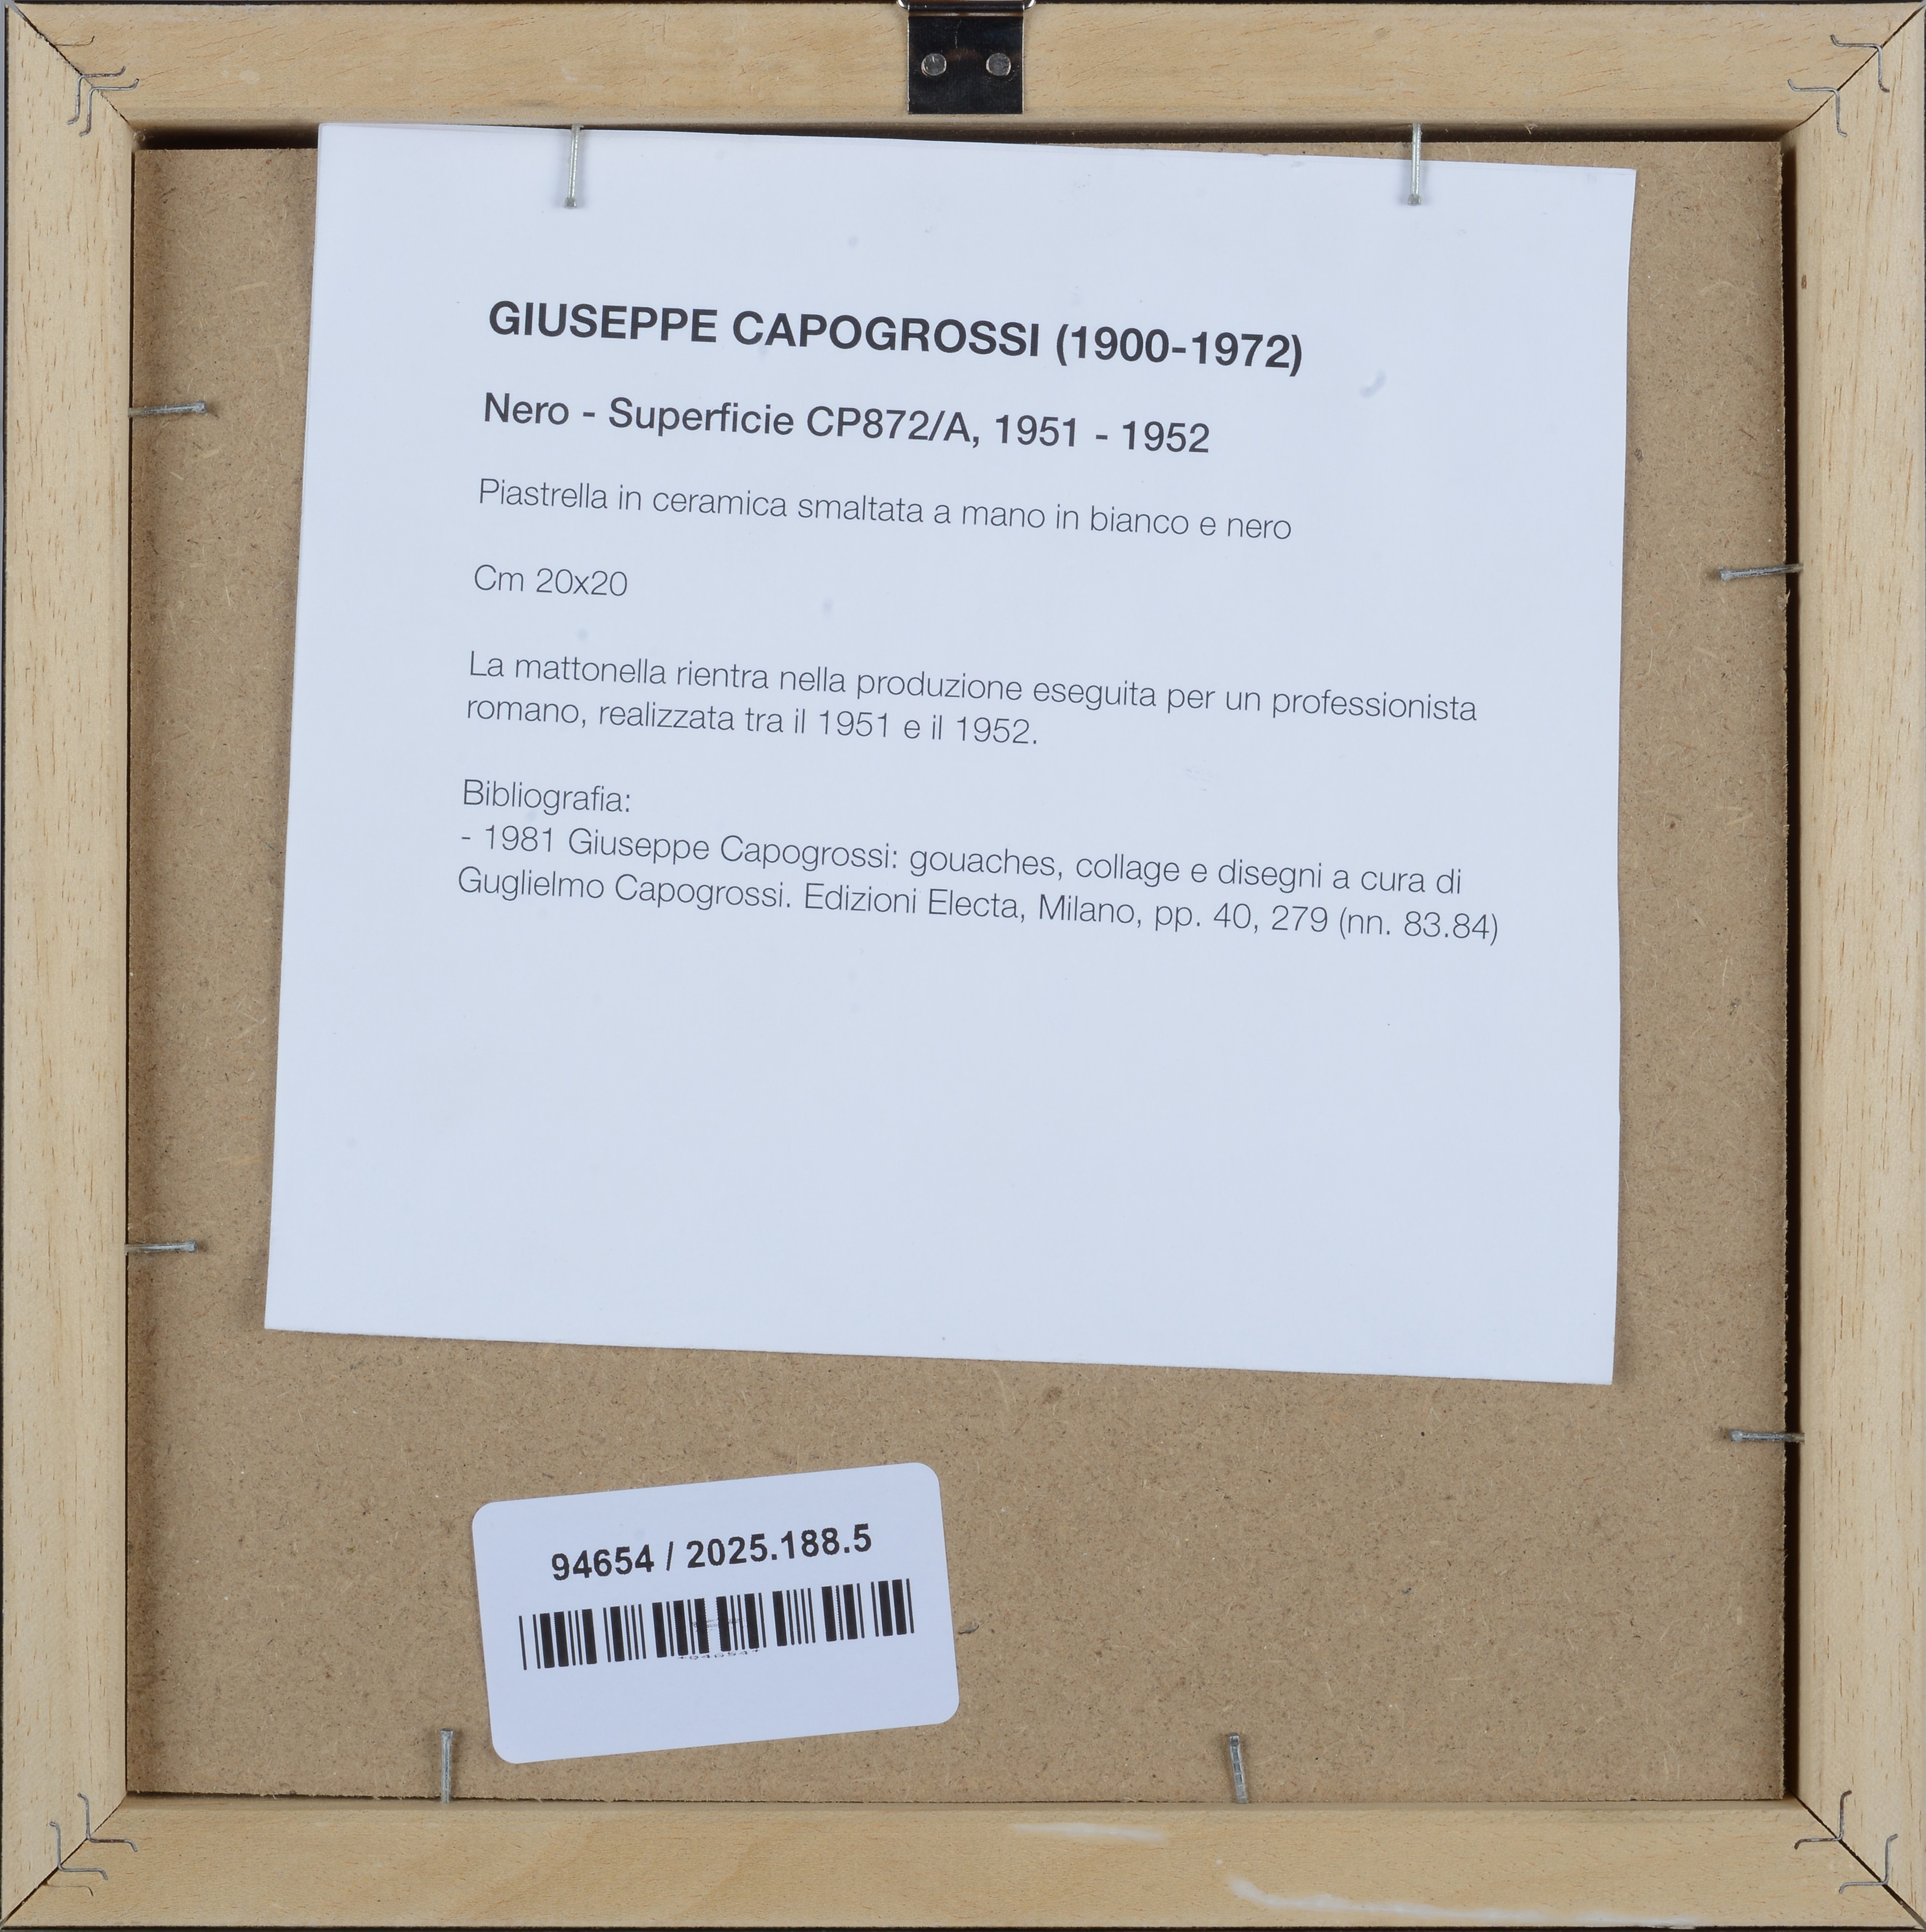 GIUSEPPE CAPOGROSSI (1900-1972)
Nero - Superficie CP872/A, 1951 - 1952
Piastrella in ceramica smaltata a mano in bianco e nero
Cm 20x20
La mattonella rientra nella produzione eseguita per un professionista
romano, realizzata tra il 1951 e il 1952.
Bibliografia:
- 1981 Giuseppe Capogrossi: gouaches, collage e disegni a cura di
Guglielmo Capogrossi. Edizioni Electa, Milano, pp. 40, 279 (nn. 83.84)
94654 / 2025.188.5
*94654*